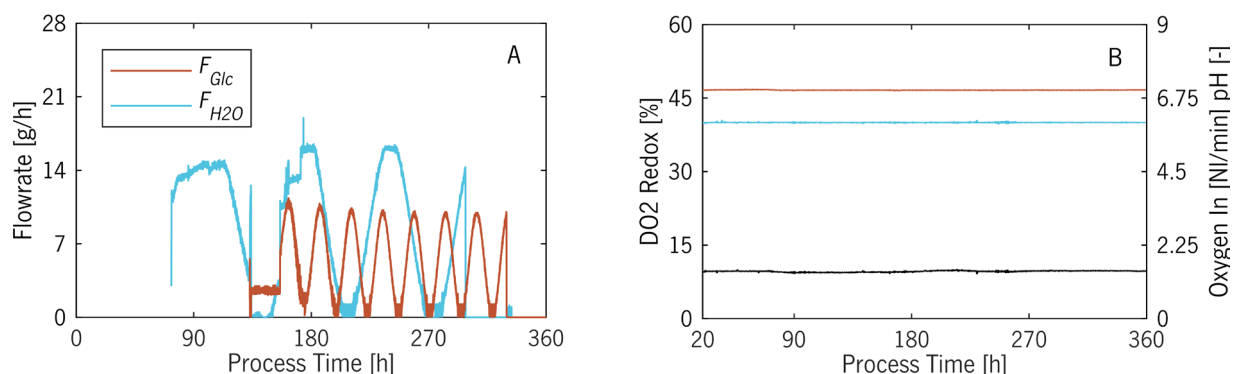 28
21
14
7
0
Flowrate [g/h]
A
F Glc
F H2O
0
90
180
270
360
Process Time [h]
60
45
30
15
0
DO2 Redox [%]
B
9
6.75
4.5
2.25
0
Oxygen In [Nl/min] pH [-]
20
90
180
270
360
Process Time [h]